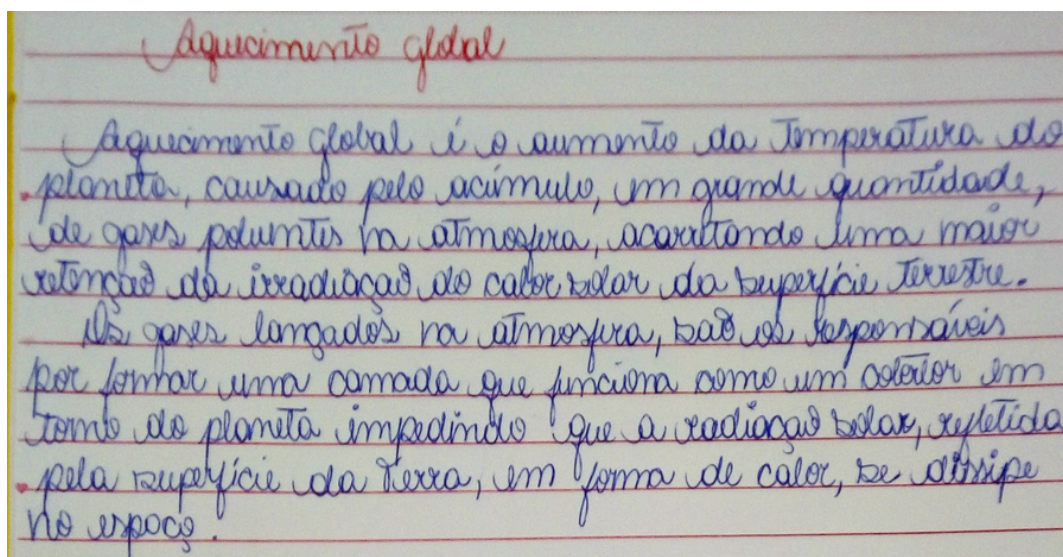 Aquecimento global
Aquecimento global é o aumento da temperatura do
planeta, causado pelo acúmulo, em grande quantidade,
de gases poluentes na atmosfera, acarretando uma maior
retenção da irradiação do calor solar da superfície terrestre.
Os gases lançados na atmosfera, são os responsáveis
por formar uma camada que funciona como um coletor em
torno do planeta impedindo que a radiação solar, refletida
pela superfície da Terra, em forma de calor, se dissipe
no espaço.